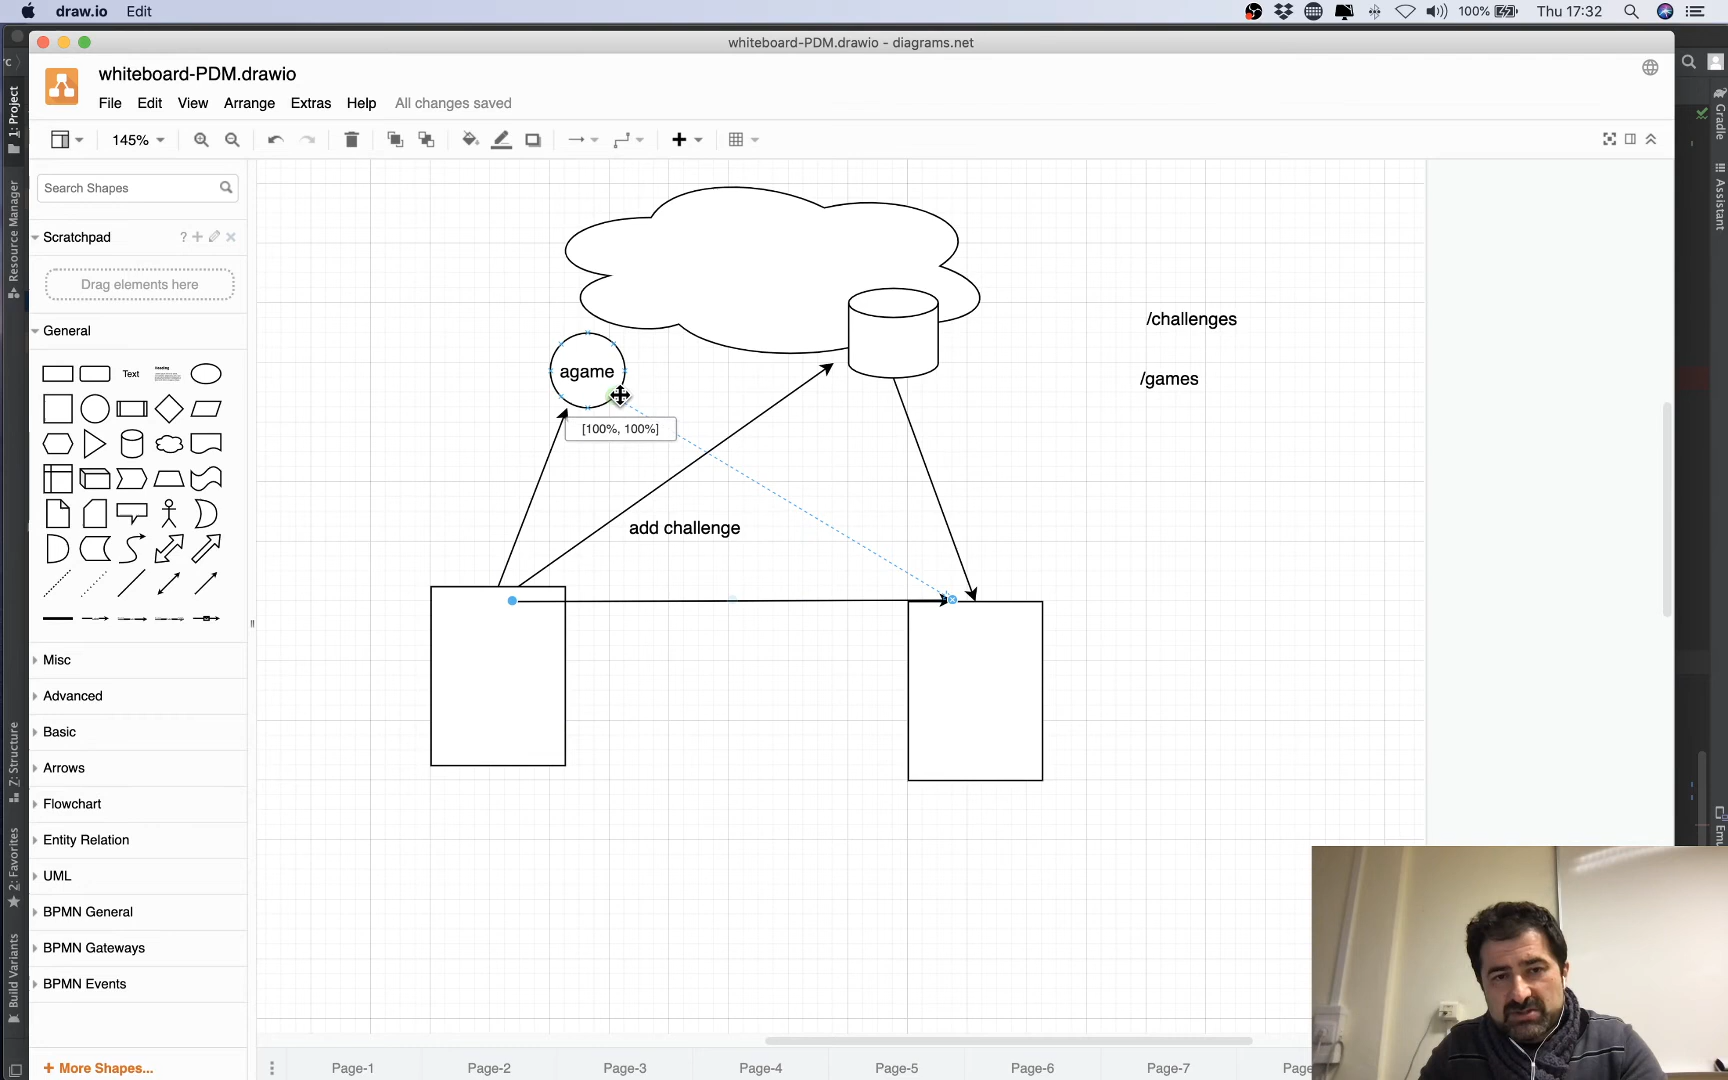 draw.io Edit
100% Thu 17:32
whiteboard-PDM.drawio - diagrams.net
whiteboard-PDM.drawio
File Edit View Arrange Extras Help All changes saved
145%
Search Shapes
Scratchpad
?
Drag elements here
General
Text
Heading
Misc
Advanced
Basic
Arrows
Flowchart
Entity Relation
UML
BPMN General
BPMN Gateways
BPMN Events
+ More Shapes...
agame
[100%, 100%]
add challenge
/challenges
/games
Page-1 Page-2 Page-3 Page-4 Page-5 Page-6 Page-7
1: Project
Resource Manager
Z: Structure
2: Favorites
Build Variants
Gradle
Assistant